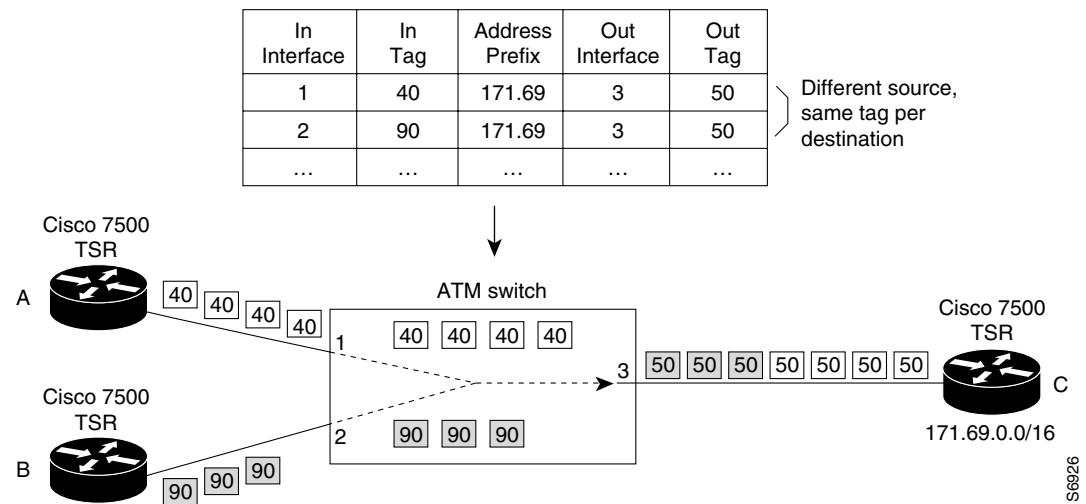 In Interface In Tag Address Prefix Out Interface Out Tag
1 40 171.69 3 50
2 90 171.69 3 50
… … … … …
Different source,
same tag per
destination
Cisco 7500
TSR
A
40 40 40 40
ATM switch
1
40 40 40 40
3
50 50 50 50 50 50 50
Cisco 7500
TSR
C
171.69.0.0/16
Cisco 7500
TSR
B
90 90 90
2
90 90 90
S6926